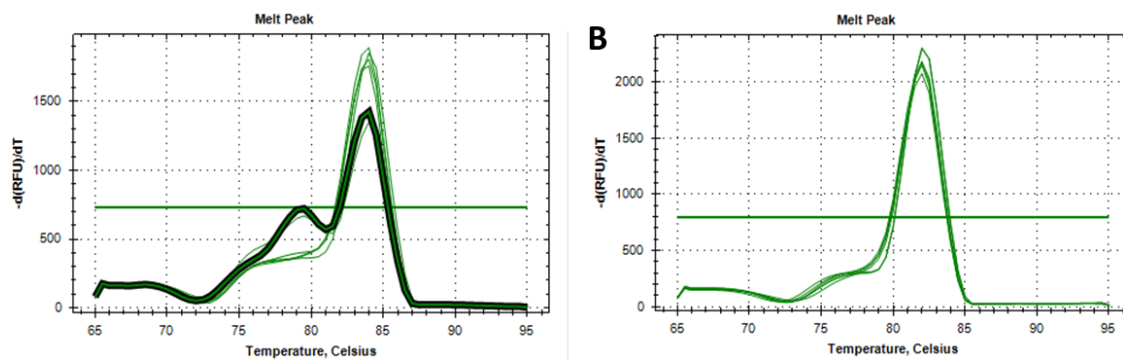 Melt Peak
-d(RFU)/dT
1500
1000
500
0
65 70 75 80 85 90 95
Temperature, Celsius
B
Melt Peak
-d(RFU)/dT
2000
1500
1000
500
0
65 70 75 80 85 90 95
Temperature, Celsius